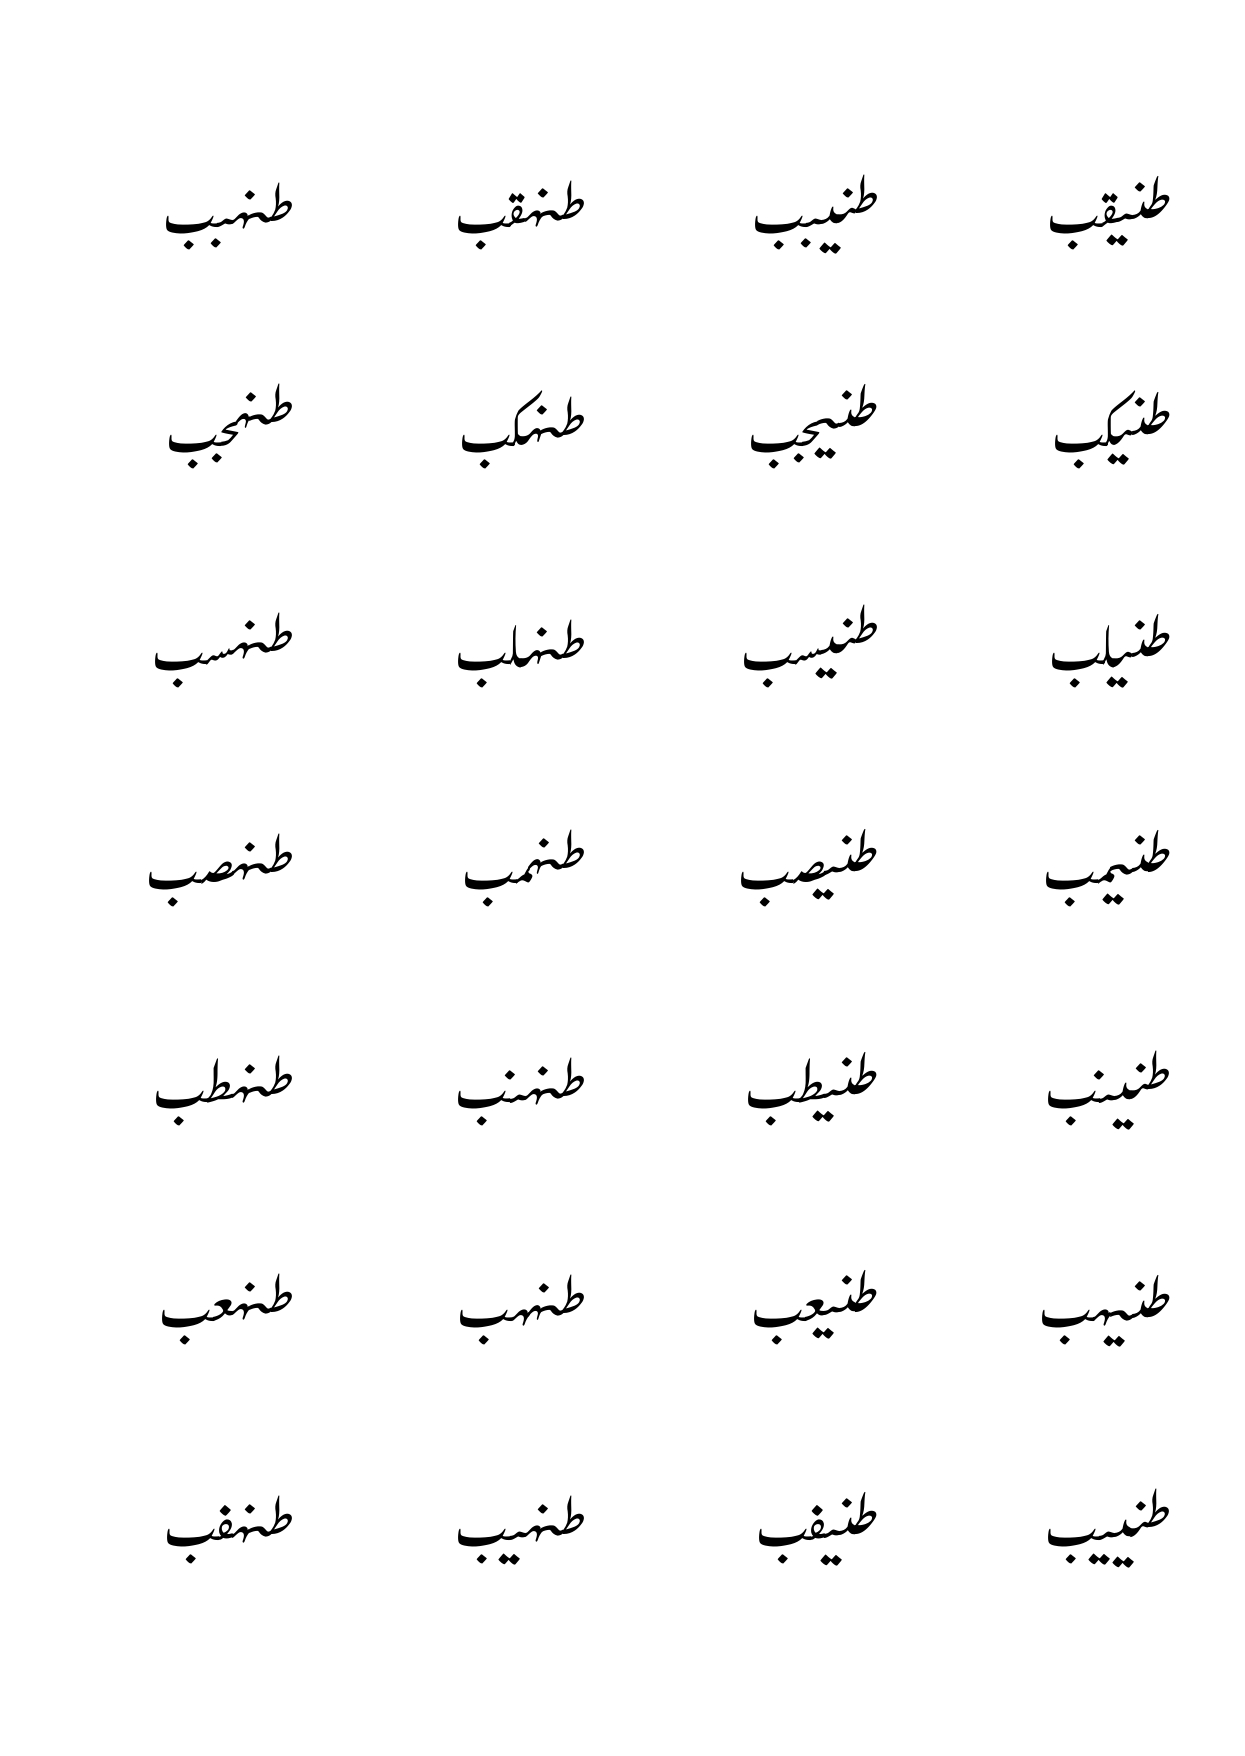 طنيقب طنيبب طنهقب طنهبب
طنيكب طنيجب طنهكب طنهجب
طنيلب طنيسب طنهلب طنهسب
طنيمب طنيصب طنهمب طنهصب
طنينب طنيطب طنهنب طنهطب
طنيهب طنيعب طنههب طنهعب
طنييب طنيفب طنهيب طنهفب